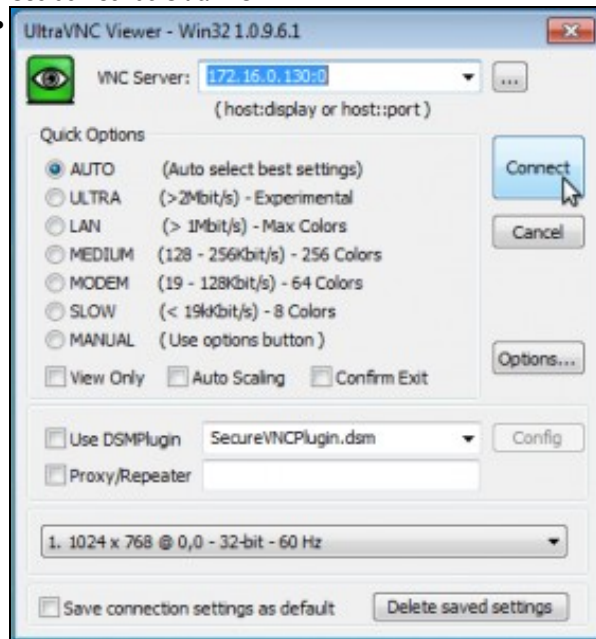 UltraVNC Viewer - Win32 1.0.9.6.1
VNC Server: 172.16.0.130:0 ...
( host:display or host::port )
Quick Options
AUTO (Auto select best settings)
Connect
ULTRA (>2Mbit/s) - Experimental
LAN (> 1Mbit/s) - Max Colors
Cancel
MEDIUM (128 - 256Kbit/s) - 256 Colors
MODEM (19 - 128Kbit/s) - 64 Colors
SLOW (< 19kKbit/s) - 8 Colors
MANUAL (Use options button )
Options...
View Only Auto Scaling Confirm Exit
Use DSMPlugin SecureVNCPlugin.dsm Config
Proxy/Repeater
1. 1024 x 768 @ 0,0 - 32-bit - 60 Hz
Save connection settings as default Delete saved settings